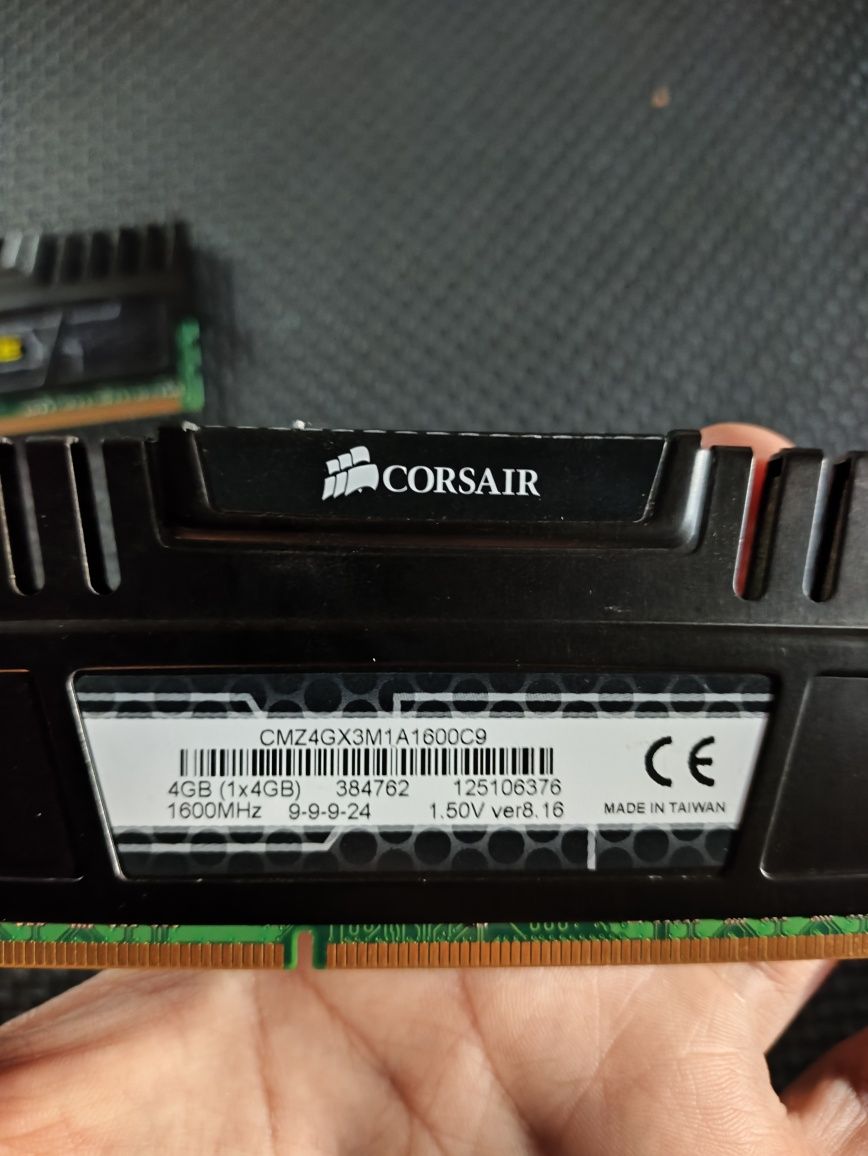 CORSAIR
CMZ4GX3M1A1600C9
4GB (1x4GB) 384762 125106376
1600MHz 9-9-9-24 1.50V ver8.16
CE
MADE IN TAIWAN